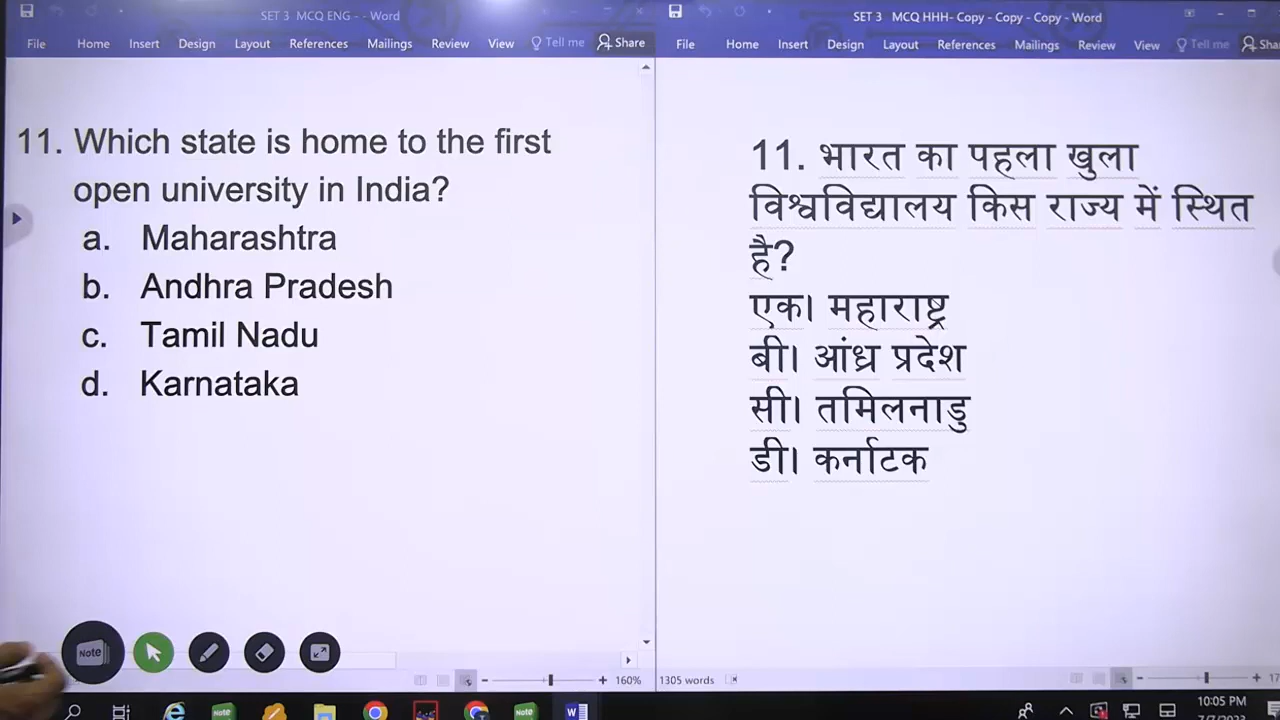 SET 3 MCQ ENG - - Word
File Home Insert Design Layout References Mailings Review View Tell me Share
11. Which state is home to the first
open university in India?
a. Maharashtra
b. Andhra Pradesh
c. Tamil Nadu
d. Karnataka
Note
160%
SET 3 MCQ HHH- Copy - Copy - Copy - Word
File Home Insert Design Layout References Mailings Review View Tell me
11. भारत का पहला खुला
विश्वविद्यालय किस राज्य में स्थित
है?
एक। महाराष्ट्र
बी। आंध्र प्रदेश
सी। तमिलनाडु
डी। कर्नाटक
1305 words
Note Note
10:05 PM